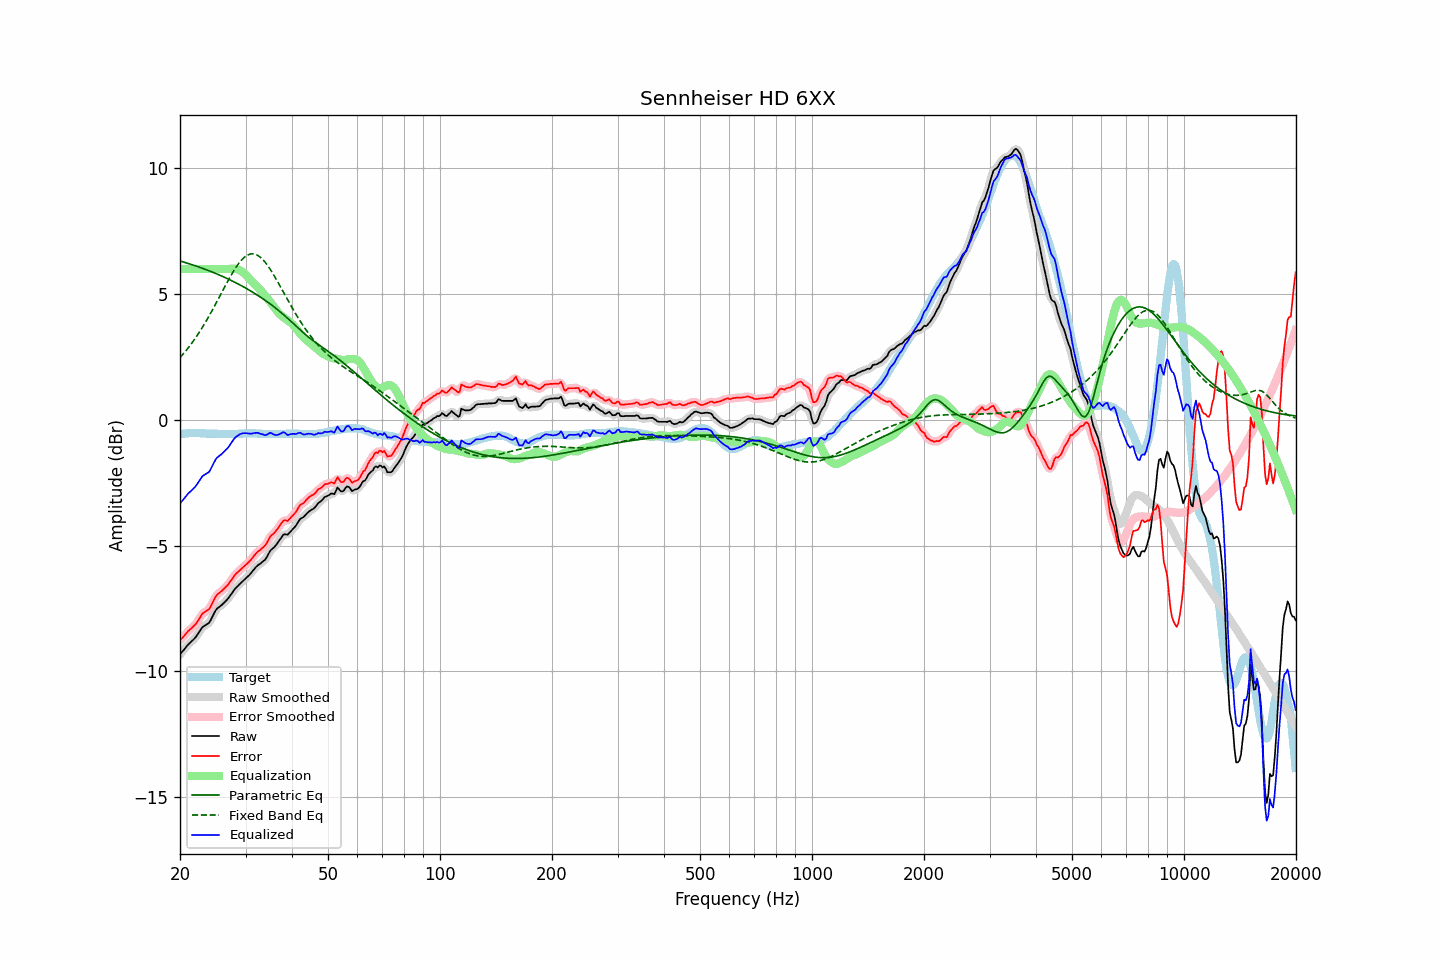 Sennheiser HD 6XX
Amplitude (dBr)
10
5
0
−5
−10
−15
Target
Raw Smoothed
Error Smoothed
Raw
Error
Equalization
Parametric Eq
Fixed Band Eq
Equalized
20 50 100 200 500 1000 2000 5000 10000 20000
Frequency (Hz)